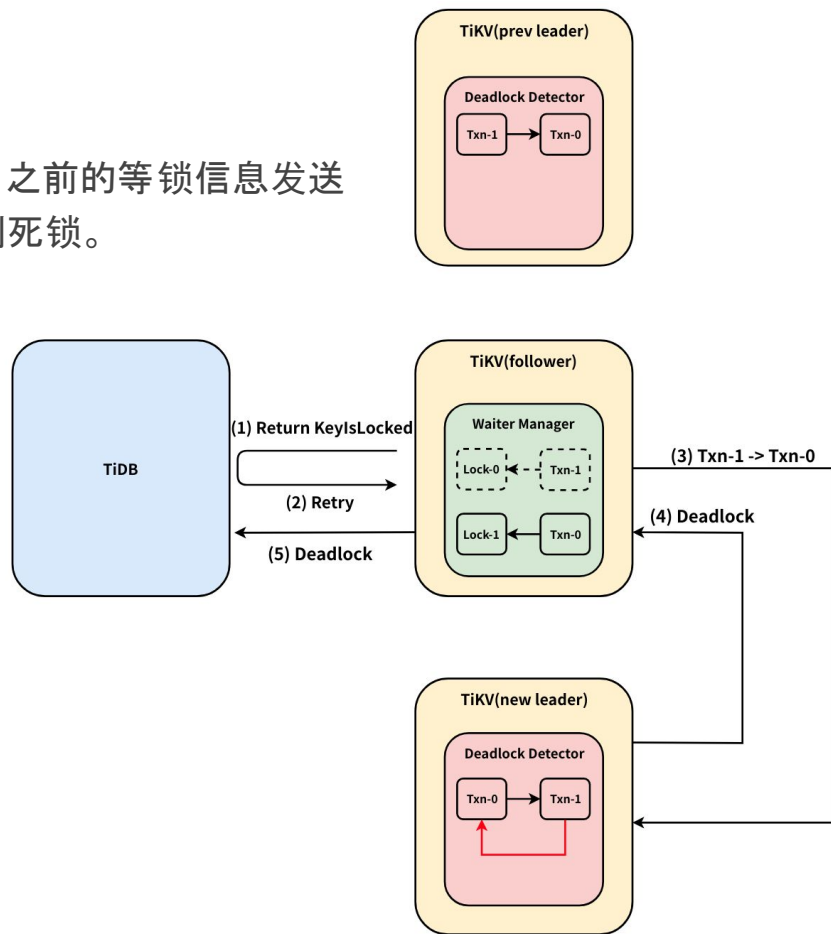 TiKV(prev leader)
Deadlock Detector
Txn-1
Txn-0
之前的等锁信息发送
死锁。
TiKV(follower)
Waiter Manager
(1) Return KeyIsLocked
Lock-0
Txn-1
(3) Txn-1 -> Txn-0
TiDB
(2) Retry
Lock-1
Txn-0
(4) Deadlock
(5) Deadlock
TiKV(new leader)
Deadlock Detector
Txn-0
Txn-1